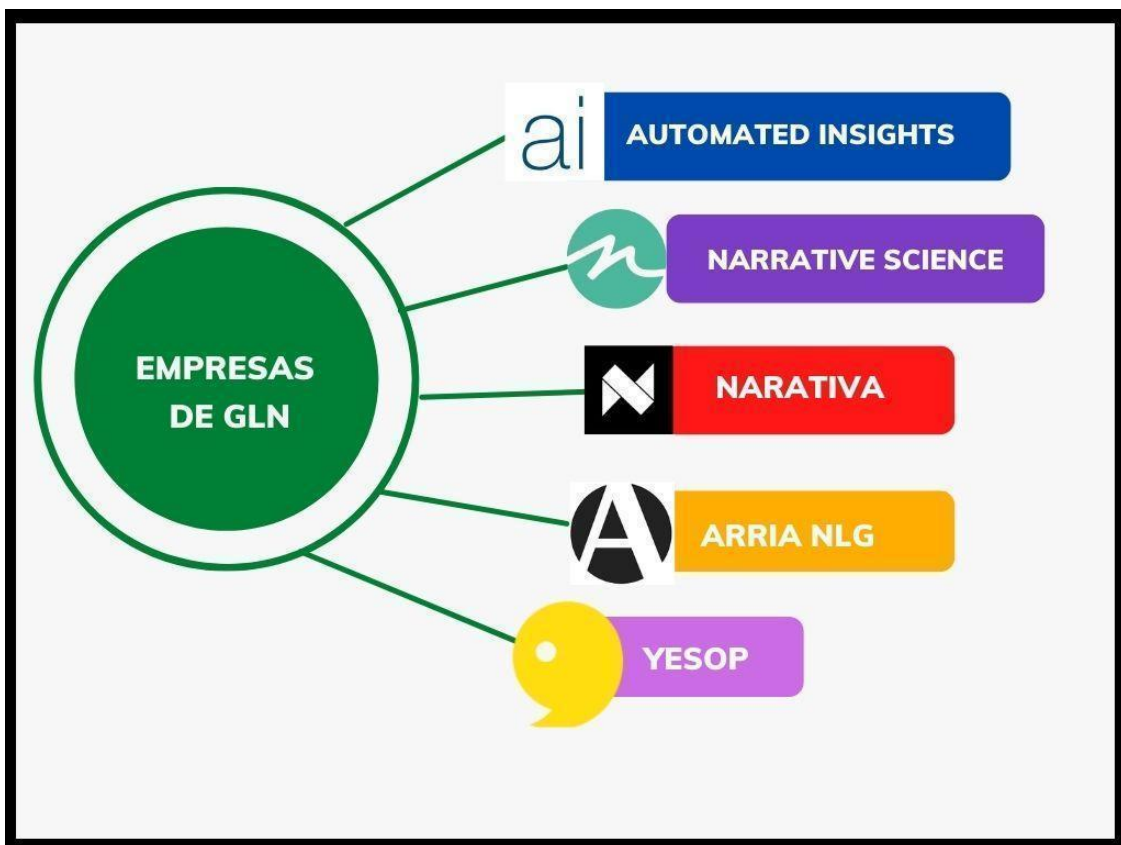 EMPRESAS
DE GLN
ai
AUTOMATED INSIGHTS
NARRATIVE SCIENCE
NARATIVA
ARRIA NLG
YESOP